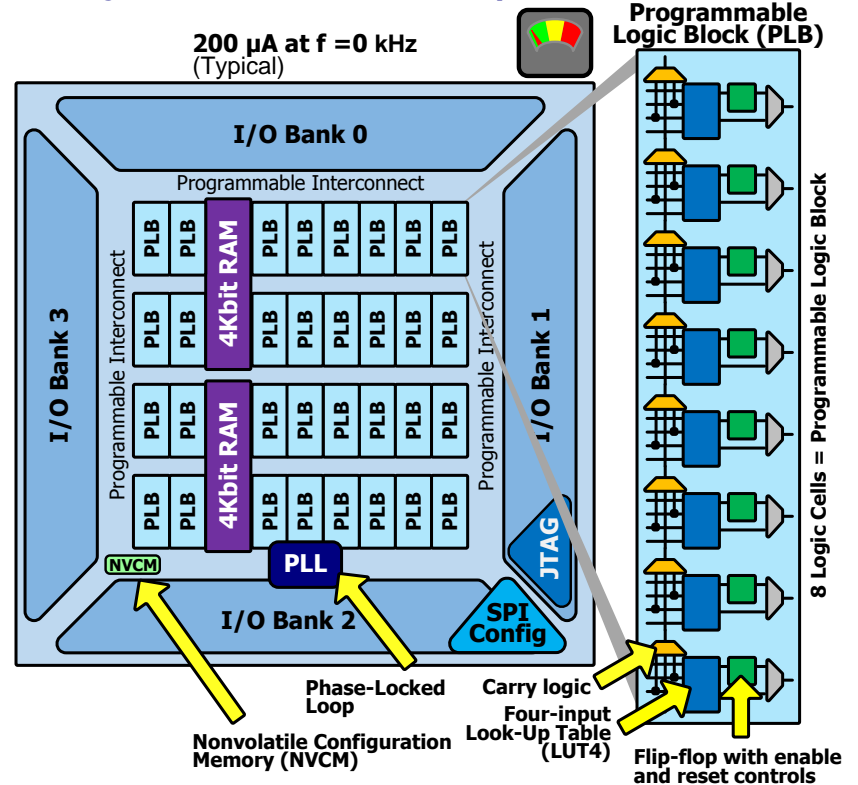 Programmable
Logic Block (PLB)
200 µA at f =0 kHz
(Typical)
I/O Bank 0
Programmable Interconnect
I/O Bank 3
Programmable Interconnect
PLB PLB 4Kbit RAM PLB PLB PLB PLB PLB PLB
PLB PLB PLB PLB PLB PLB PLB PLB
PLB PLB 4Kbit RAM PLB PLB PLB PLB PLB PLB
PLB PLB PLB PLB PLB PLB PLB PLB
Programmable Interconnect
I/O Bank 1
8 Logic Cells = Programmable Logic Block
NVCM
PLL
JTAG
I/O Bank 2
SPI
Config
Phase-Locked
Loop
Carry logic
Four-input
Look-Up Table
(LUT4)
Nonvolatile Configuration
Memory (NVCM)
Flip-flop with enable
and reset controls